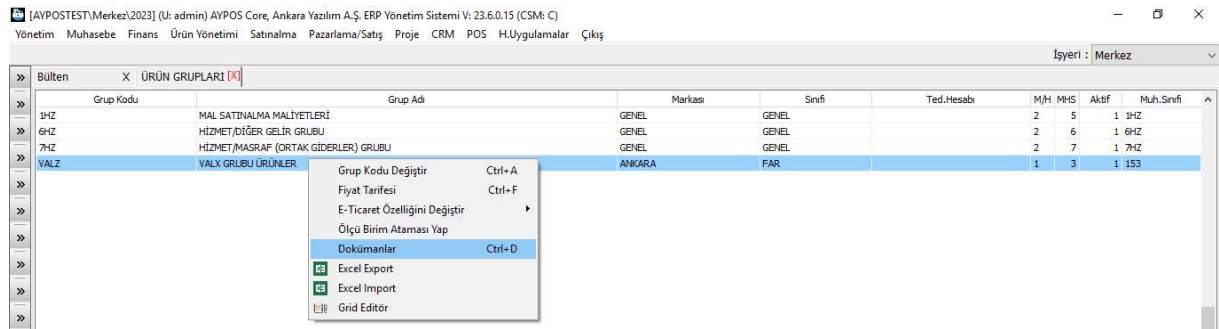 [AYPOSTEST\Merkez\2023] (U: admin) AYPOS Core, Ankara Yazılım A.Ş. ERP Yönetim Sistemi V: 23.6.0.15 (CSM: C)
Yönetim Muhasebe Finans Ürün Yönetimi Satınalma Pazarlama/Satış Proje CRM POS H.Uygulamalar Çıkış
İşyeri : Merkez
Bülten X ÜRÜN GRUPLARI [X]
Grup Kodu Grup Adı Markası Sınıfı Ted.Hesabı M/H MHS Aktif Muh.Sınıfı
1HZ MAL SATINALMA MALİYETLERİ GENEL GENEL 2 5 1 1HZ
6HZ HİZMET/DİĞER GELİR GRUBU GENEL GENEL 2 6 1 6HZ
7HZ HİZMET/MASRAF (ORTAK GİDERLER) GRUBU GENEL GENEL 2 7 1 7HZ
VALZ VALX GRUBU ÜRÜNLER ANKARA FAR 1 3 1 153
Grup Kodu Değiştir Ctrl+A
Fiyat Tarifesi Ctrl+F
E-Ticaret Özelliğini Değiştir
Ölçü Birim Ataması Yap
Dokümanlar Ctrl+D
Excel Export
Excel Import
Grid Editör